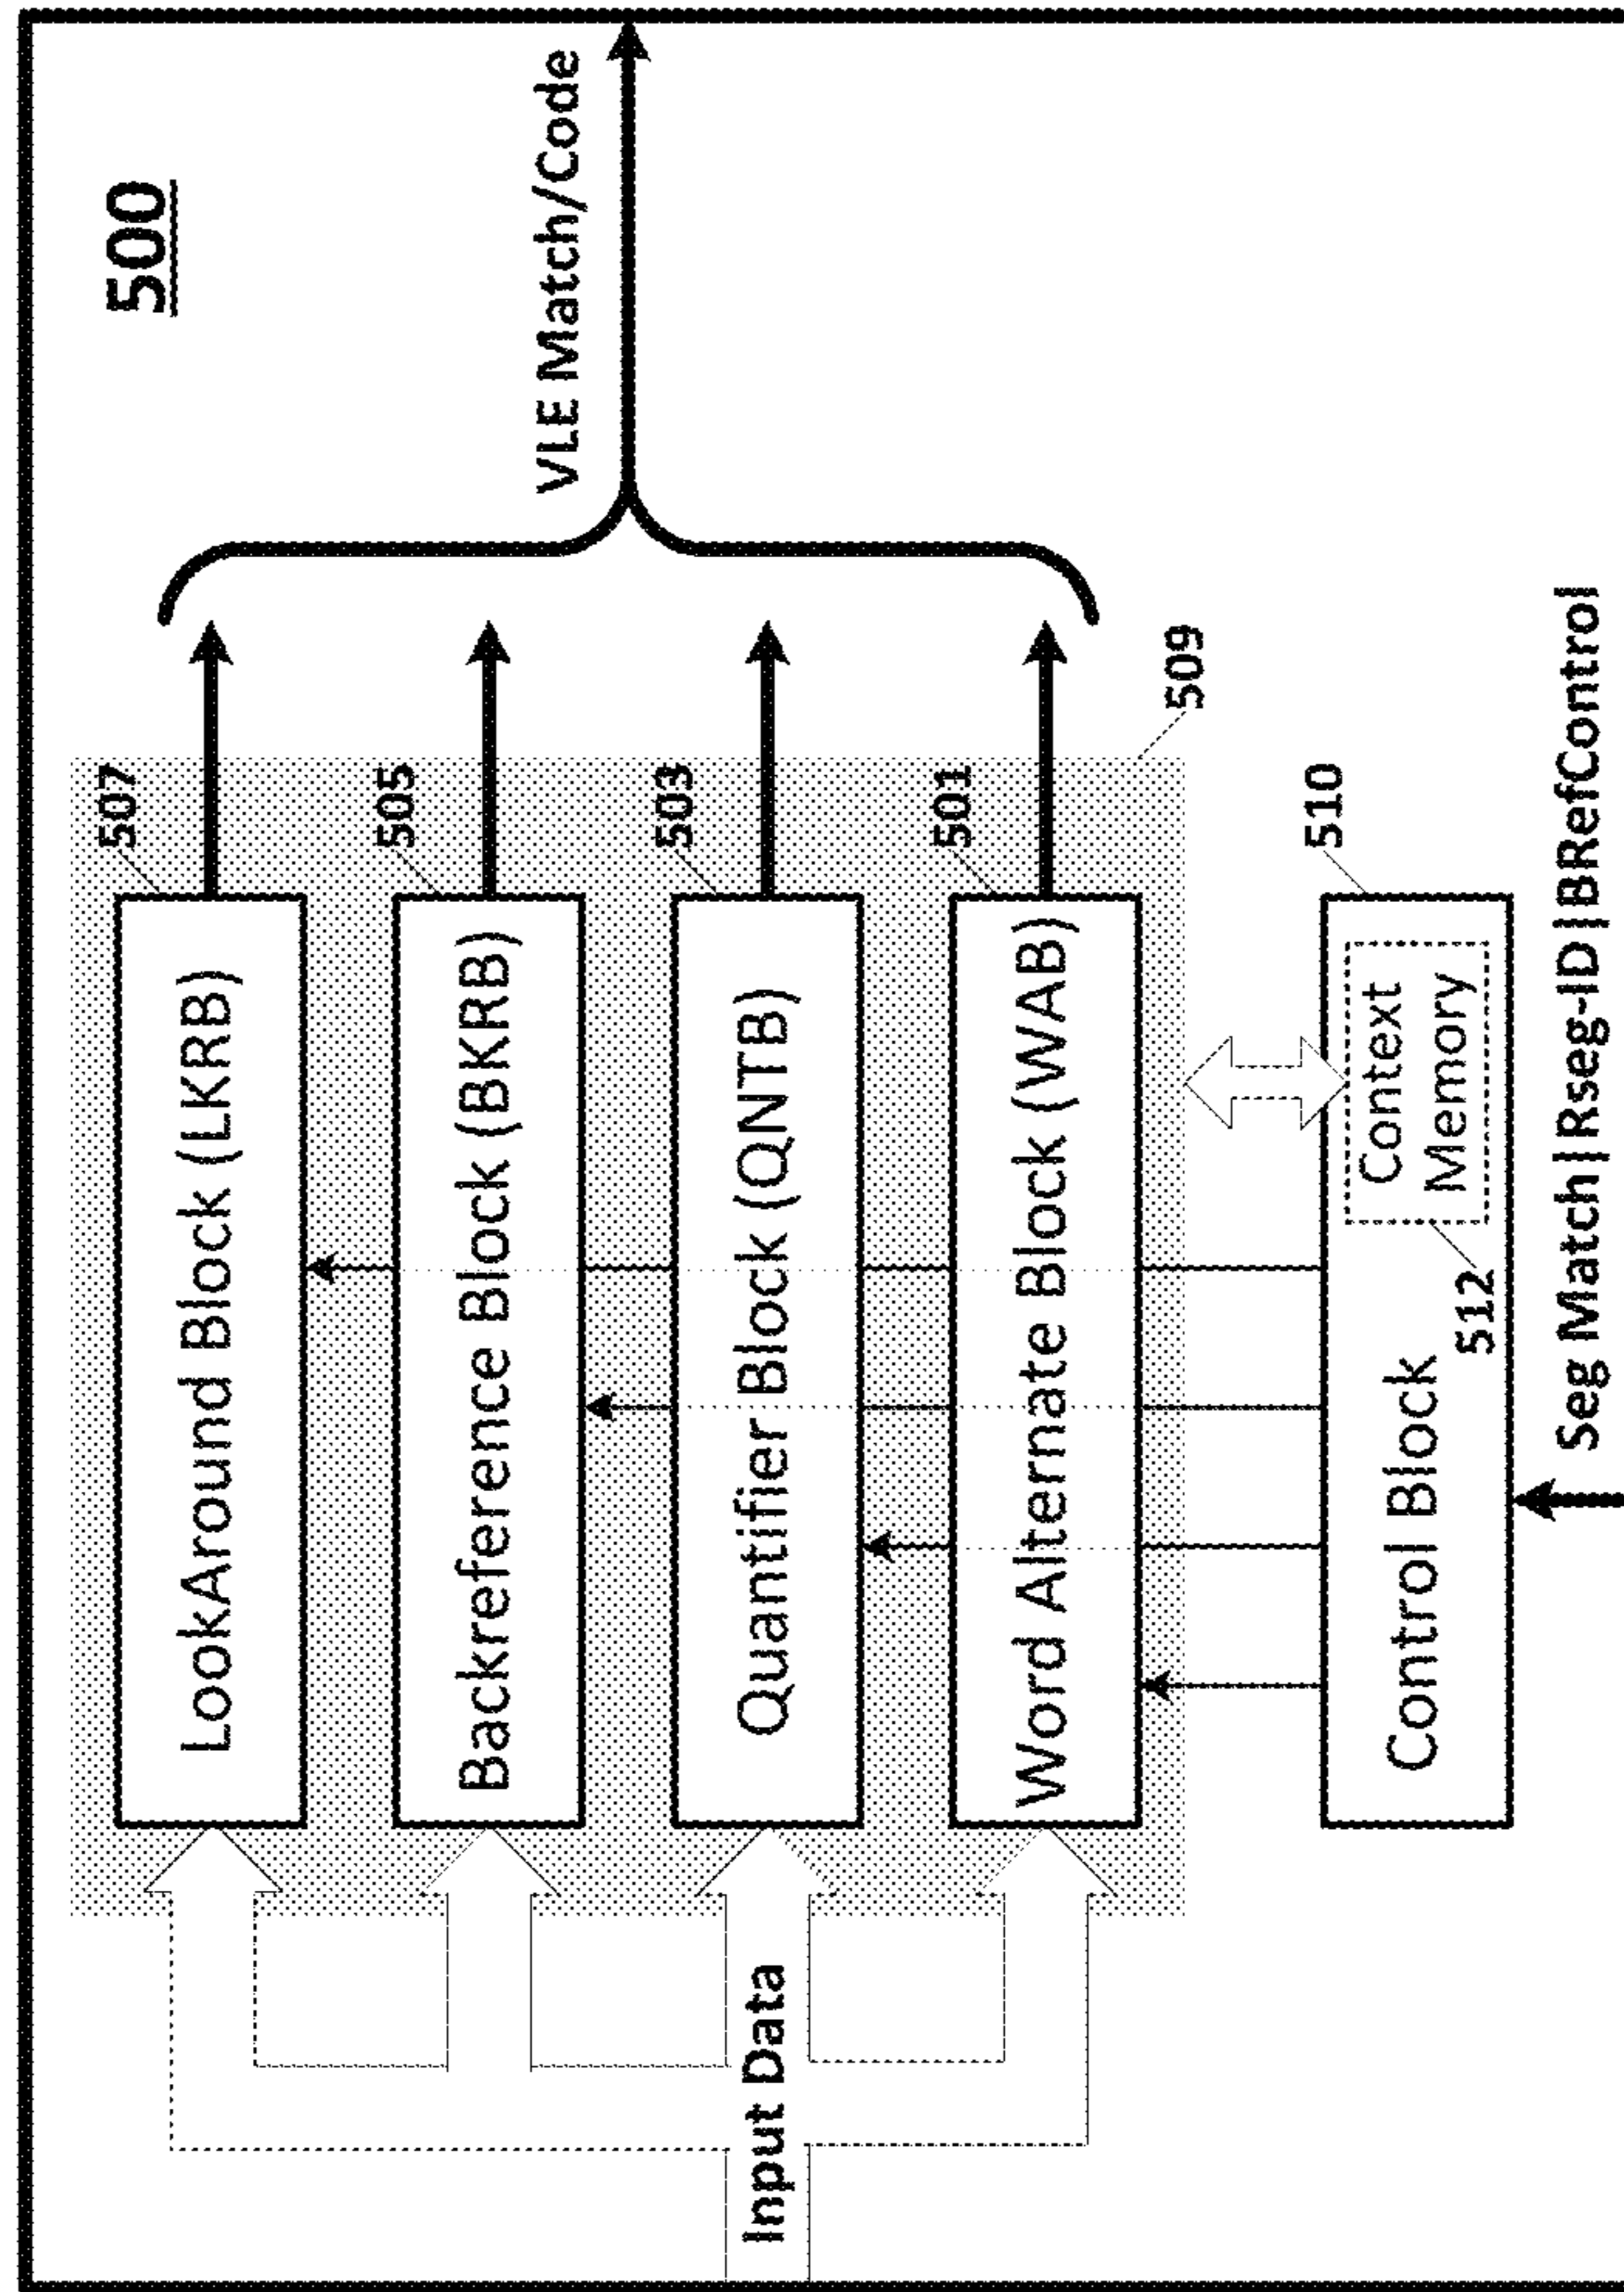 500
LookAround Block (LKRB)
507
Backreference Block (BKRB)
505
Input Data
Quantifier Block (QNTB)
503
VLE Match/Code
Word Alternate Block (WAB)
501
509
Control Block
512
Context
Memory
510
Seg Match|Rseg-ID|BRefControl